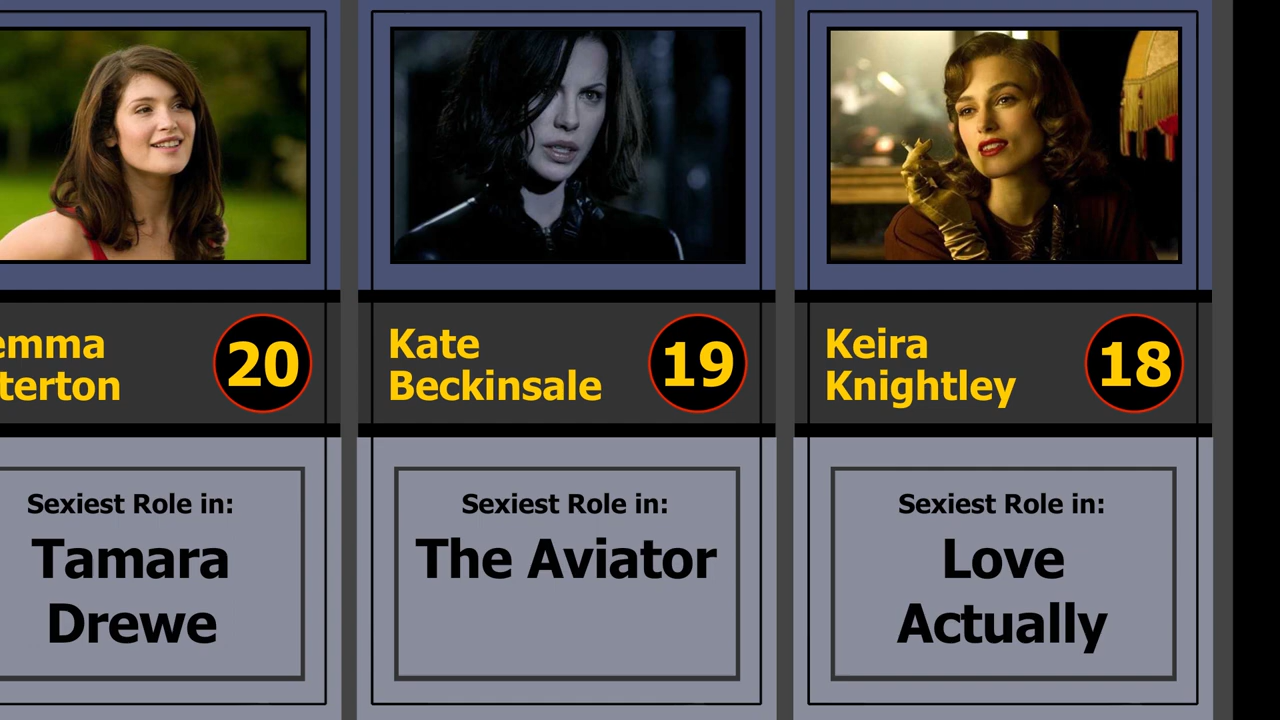 emma
terton
20
Sexiest Role in:
Tamara
Drewe
Kate
Beckinsale
19
Sexiest Role in:
The Aviator
Keira
Knightley
18
Sexiest Role in:
Love
Actually